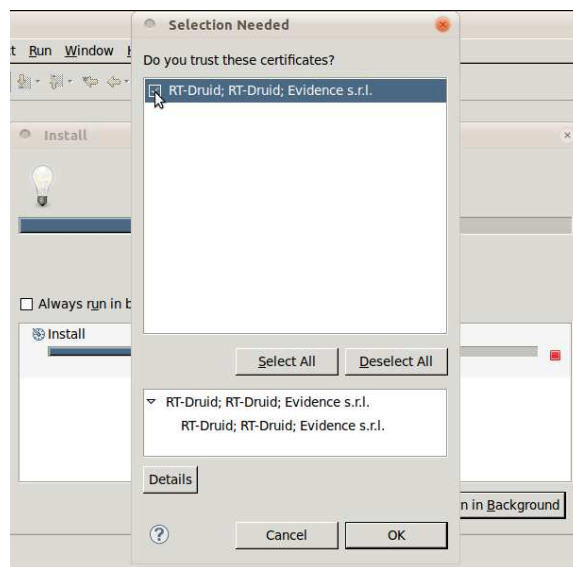 Selection Needed
Run Window
Do you trust these certificates?
RT-Druid; RT-Druid; Evidence s.r.l.
Install
Always run in b
Install
Select All
Deselect All
RT-Druid; RT-Druid; Evidence s.r.l.
RT-Druid; RT-Druid; Evidence s.r.l.
Details
n in Background
Cancel
OK